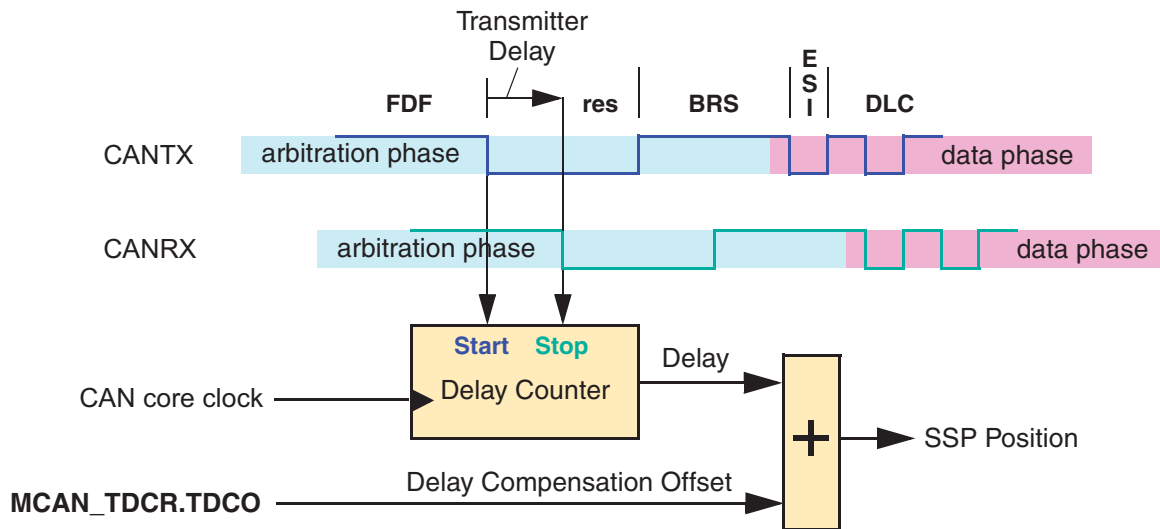 Transmitter
Delay
FDF
res
BRS
ESI
DLC
CANTX
arbitration phase
data phase
CANRX
arbitration phase
data phase
Start
Stop
Delay Counter
CAN core clock
Delay
+
SSP Position
MCAN_TDCR.TDCO
Delay Compensation Offset